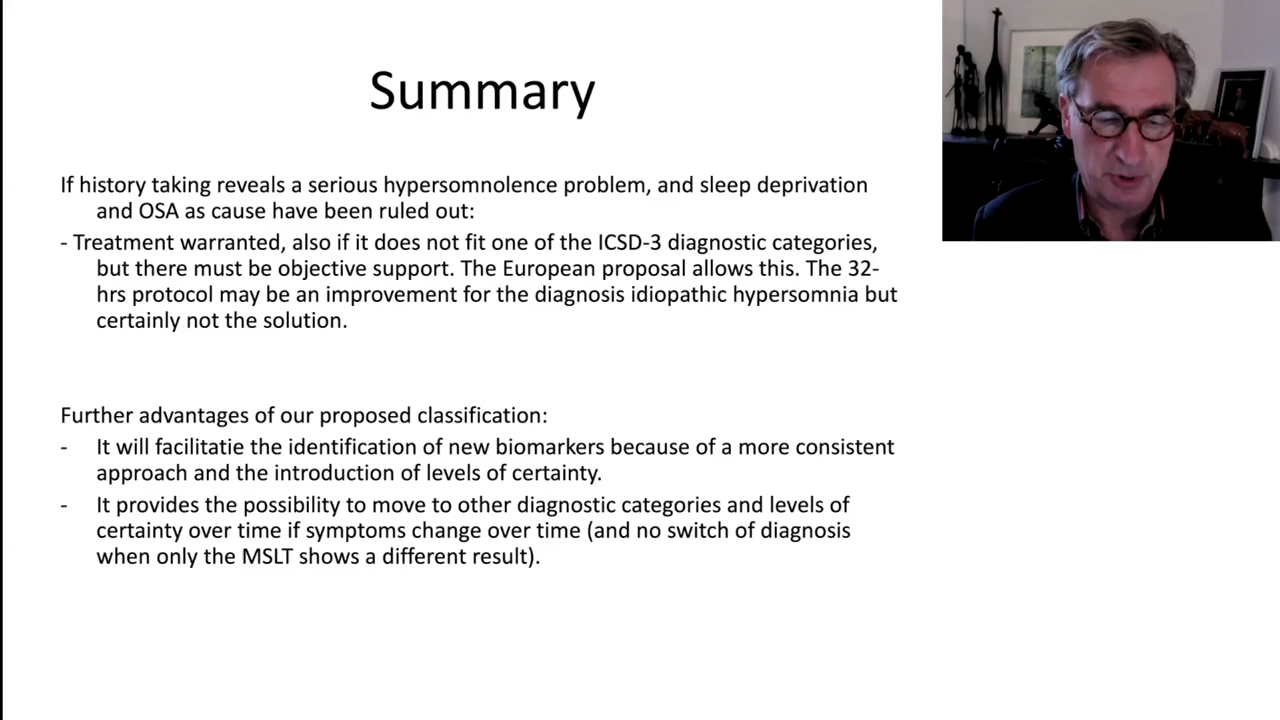 Summary
If history taking reveals a serious hypersomnolence problem, and sleep deprivation
and OSA as cause have been ruled out:
- Treatment warranted, also if it does not fit one of the ICSD-3 diagnostic categories,
but there must be objective support. The European proposal allows this. The 32-
hrs protocol may be an improvement for the diagnosis idiopathic hypersomnia but
certainly not the solution.
Further advantages of our proposed classification:
- It will facilitatie the identification of new biomarkers because of a more consistent
approach and the introduction of levels of certainty.
- It provides the possibility to move to other diagnostic categories and levels of
certainty over time if symptoms change over time (and no switch of diagnosis
when only the MSLT shows a different result).